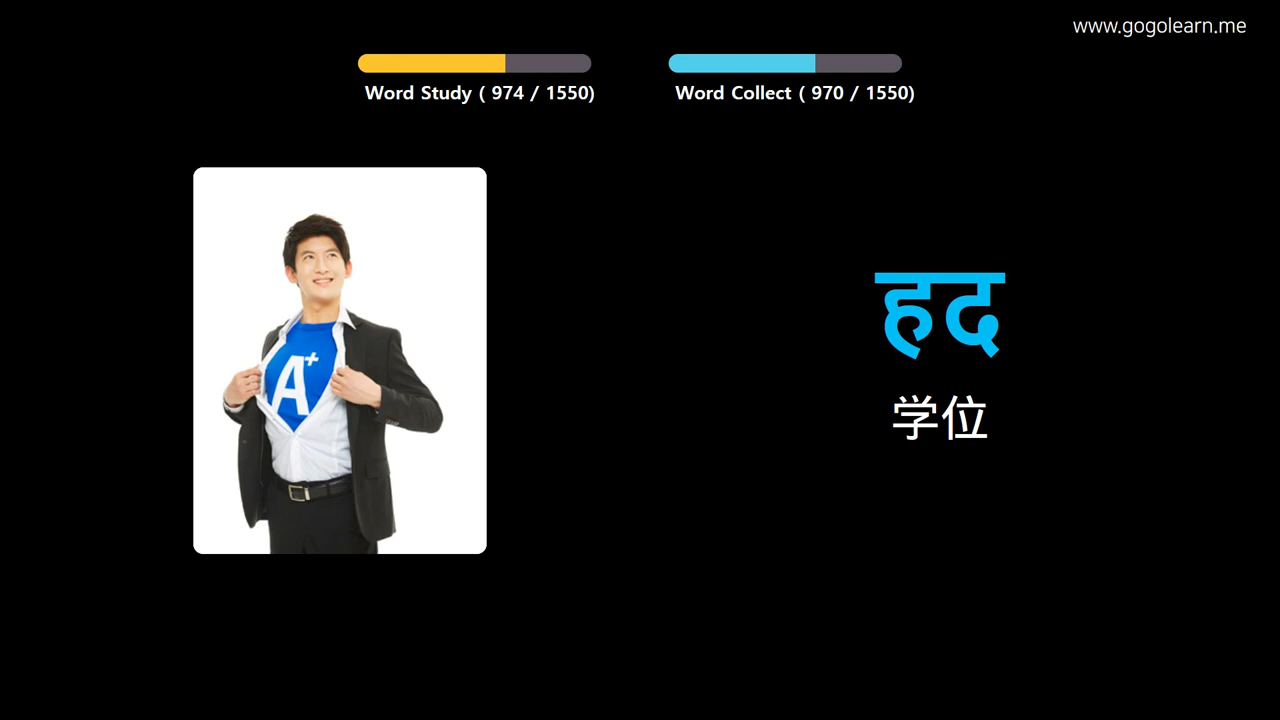 www.gogolearn.me
Word Study ( 974 / 1550)
Word Collect ( 970 / 1550)
A+
हद
学位